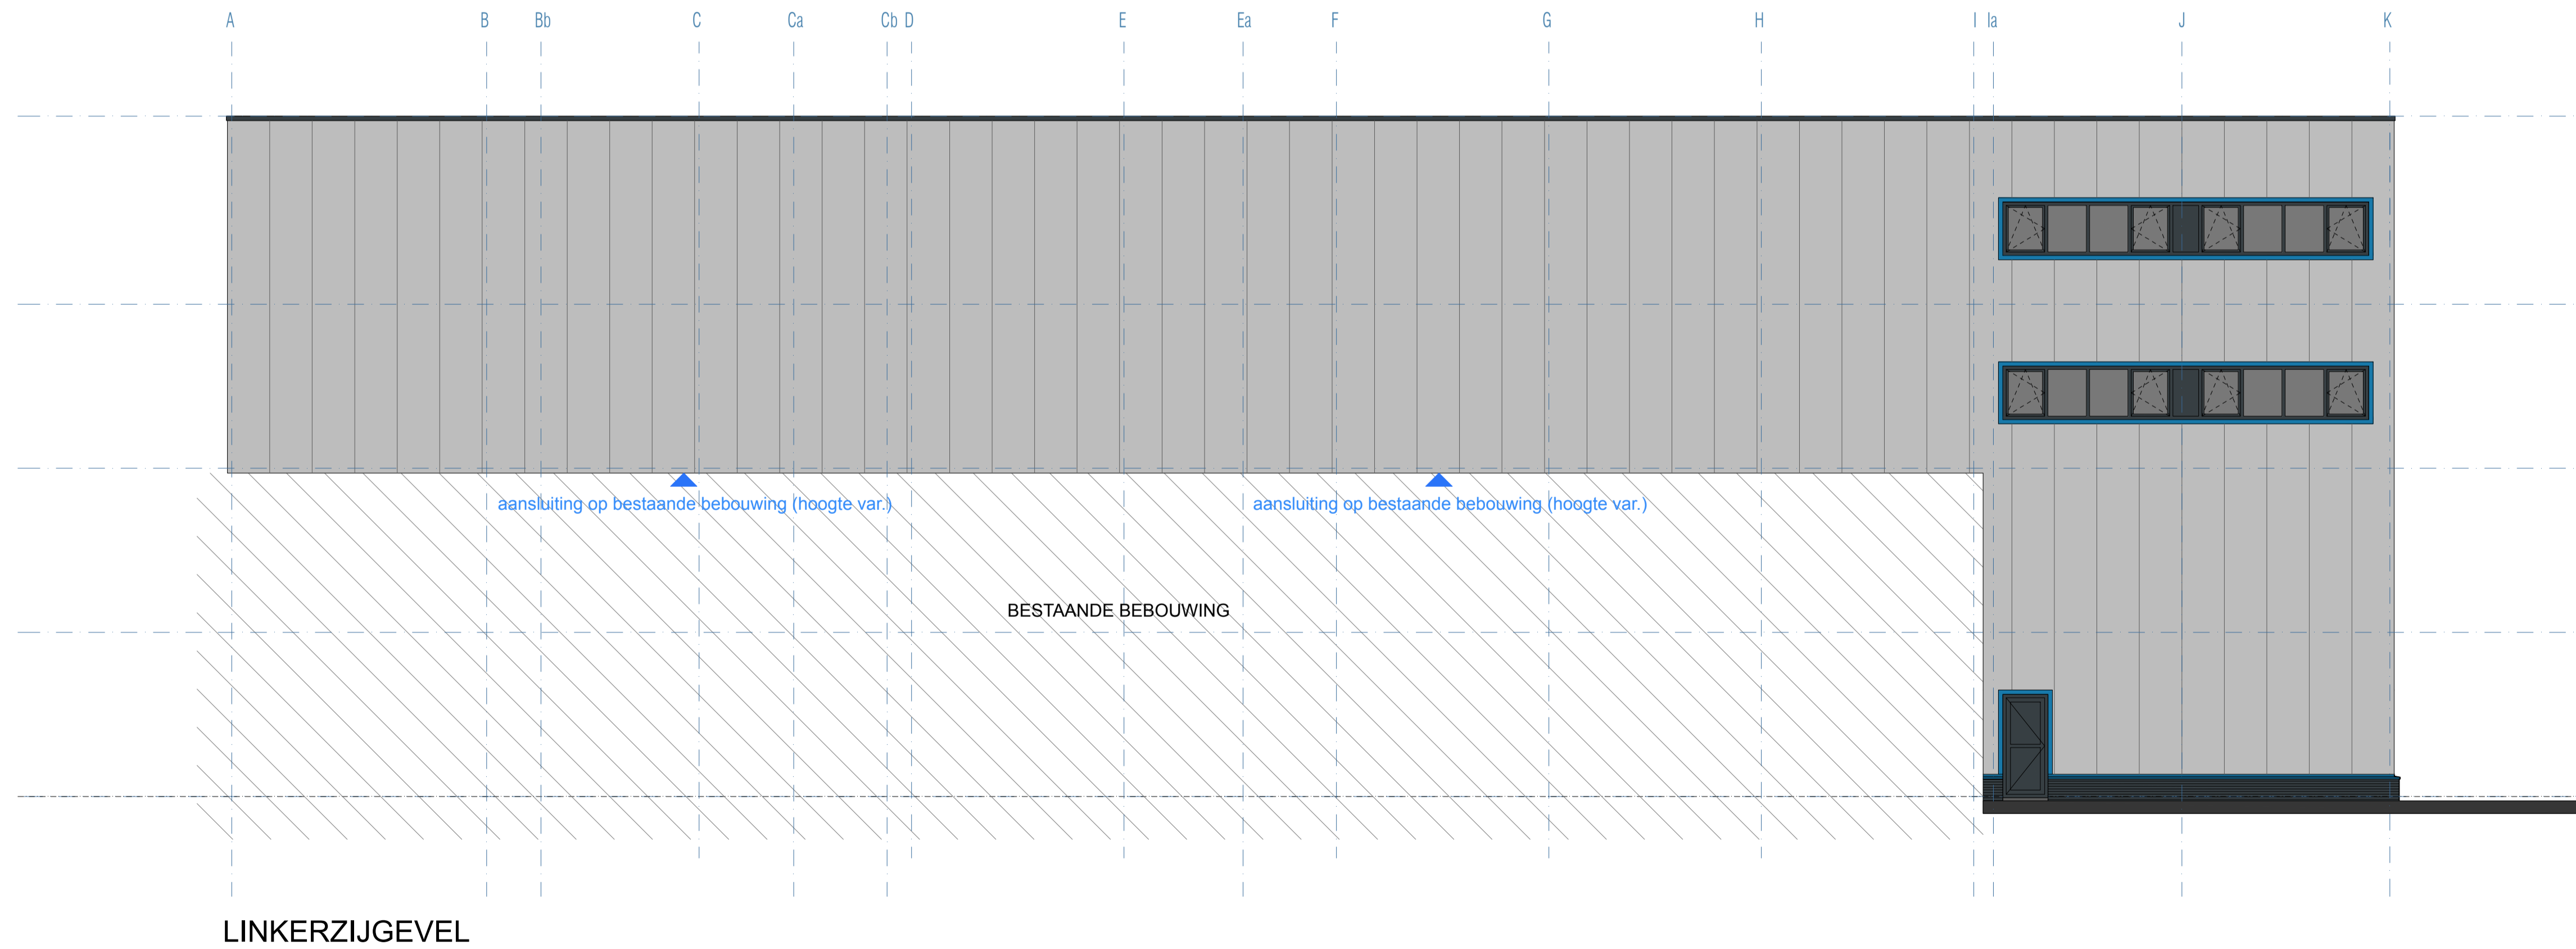 A B Bb C Ca Cb D E Ea F G H I Ia J K
aansluiting op bestaande bebouwing (hoogte var.) aansluiting op bestaande bebouwing (hoogte var.)
BESTAANDE BEBOUWING
LINKERZIJGEVEL